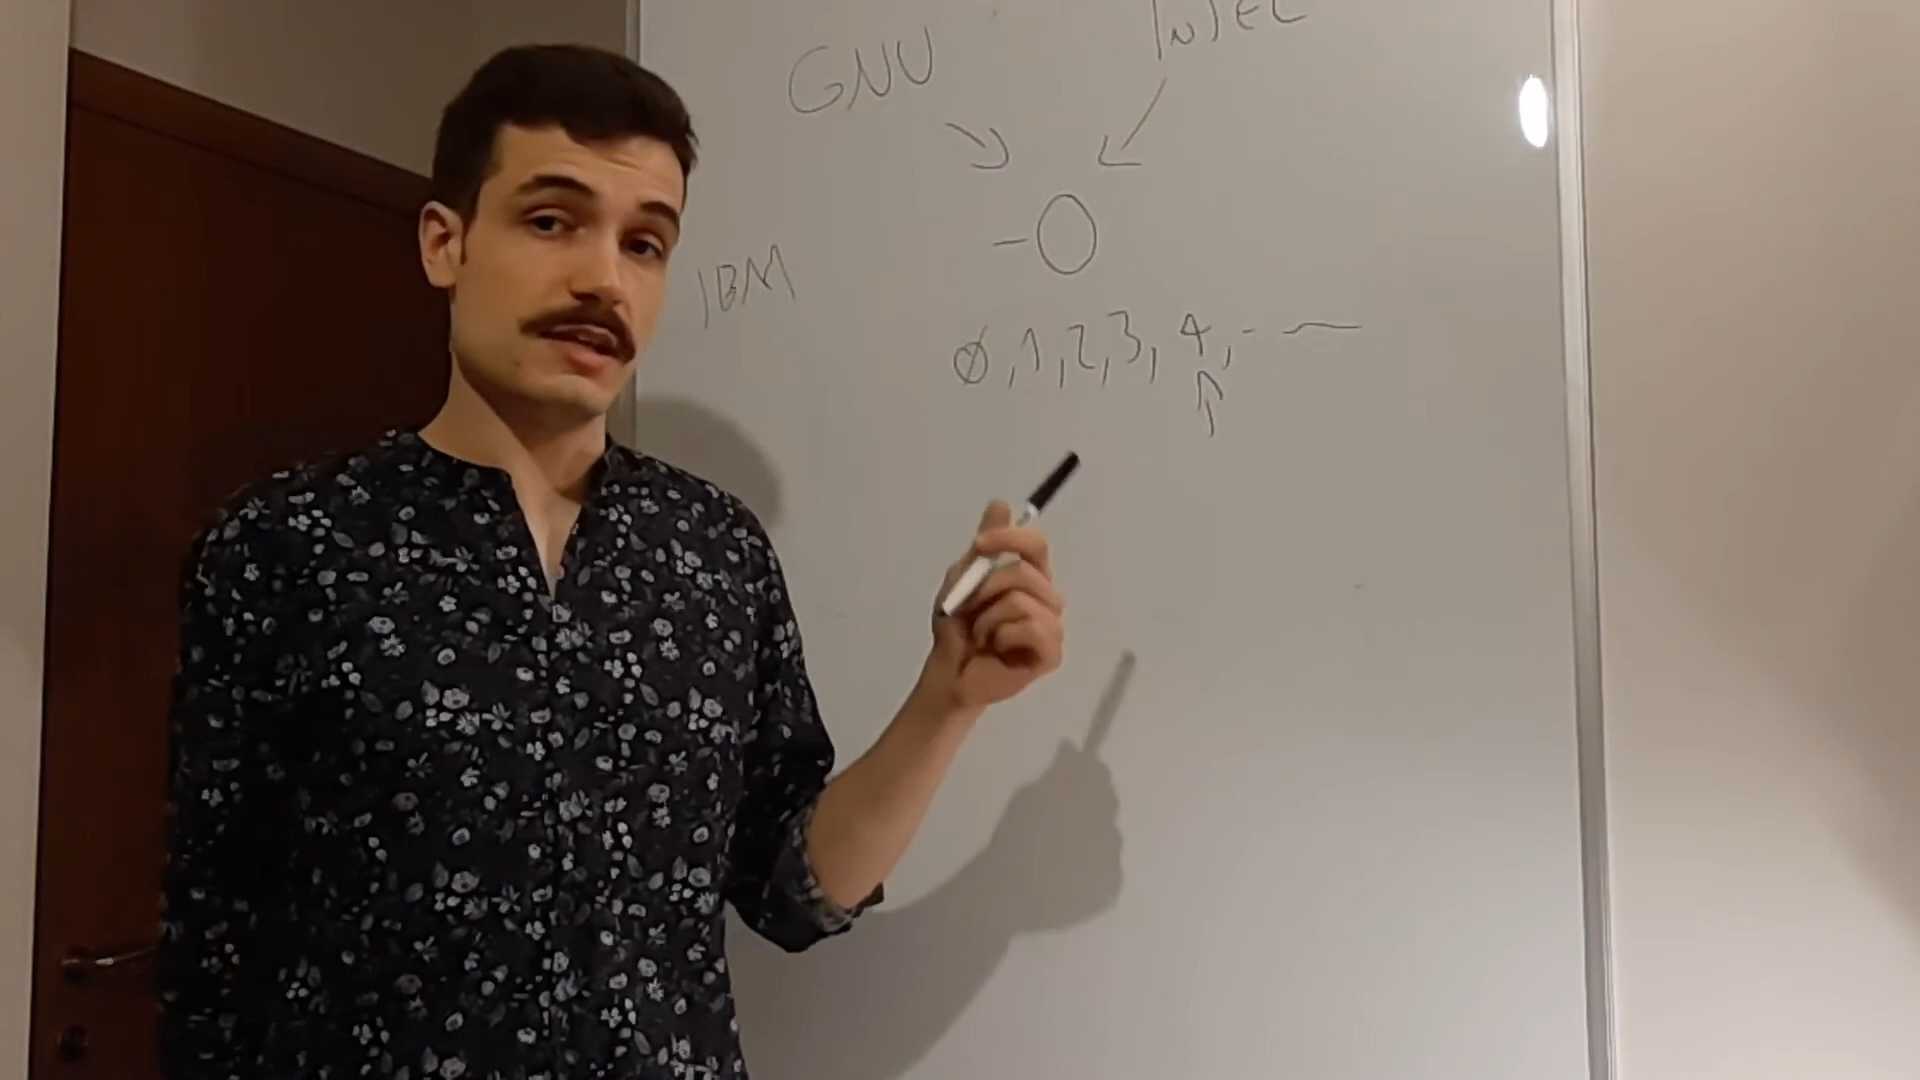 GNU
INTEL
-O
IBM
0,1,2,3,4,-—